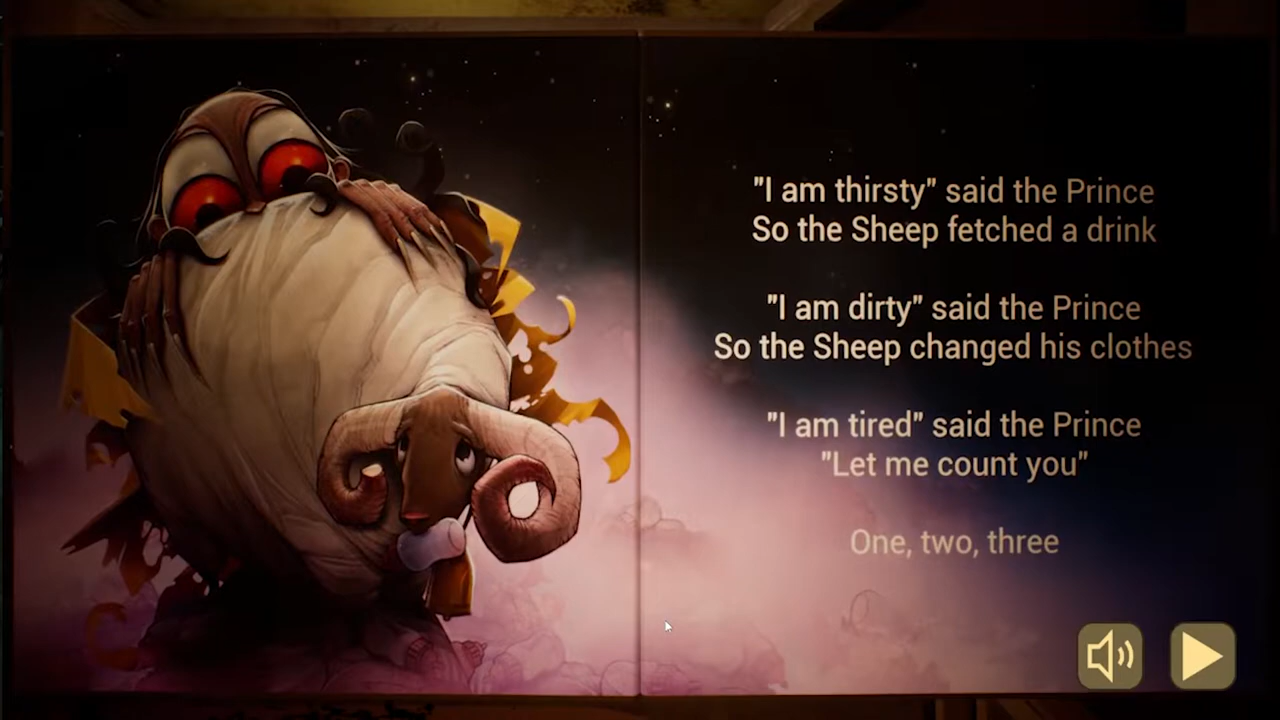 "I am thirsty" said the Prince
So the Sheep fetched a drink
"I am dirty" said the Prince
So the Sheep changed his clothes
"I am tired" said the Prince
"Let me count you"
One, two, three